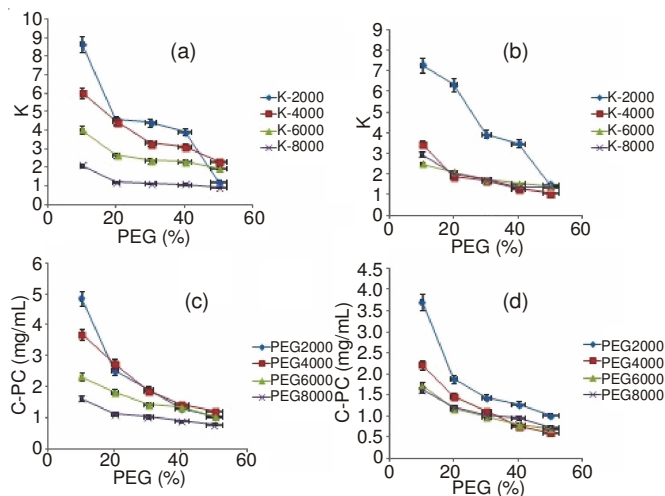 (a)
10
9
8
7
6
5
4
3
2
1
0
K
0 20 40 60
PEG (%)
K-2000
K-4000
K-6000
K-8000
(b)
9
8
7
6
5
4
3
2
1
0
K
0 20 40 60
PEG (%)
K-2000
K-4000
K-6000
K-8000
(c)
6
5
4
3
2
1
0
C-PC (mg/mL)
0 20 40 60
PEG (%)
PEG2000
PEG4000
PEG6000
PEG8000
(d)
4.5
4.0
3.5
3.0
2.5
2.0
1.5
1.0
0.5
0
C-PC (mg/mL)
0 20 40 60
PEG (%)
PEG2000
PEG4000
PEG6000
PEG8000